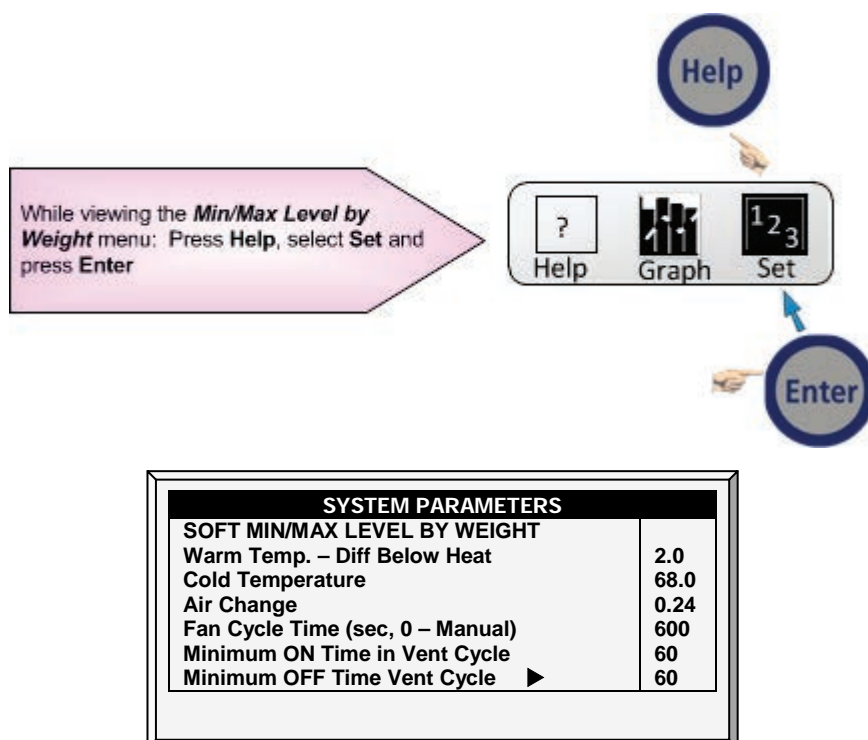 Help
While viewing the Min/Max Level by
Weight menu: Press Help, select Set and
press Enter
?
Help
Graph
123
Set
Enter
SYSTEM PARAMETERS
SOFT MIN/MAX LEVEL BY WEIGHT
Warm Temp. – Diff Below Heat 2.0
Cold Temperature 68.0
Air Change 0.24
Fan Cycle Time (sec, 0 – Manual) 600
Minimum ON Time in Vent Cycle 60
Minimum OFF Time Vent Cycle ▶ 60